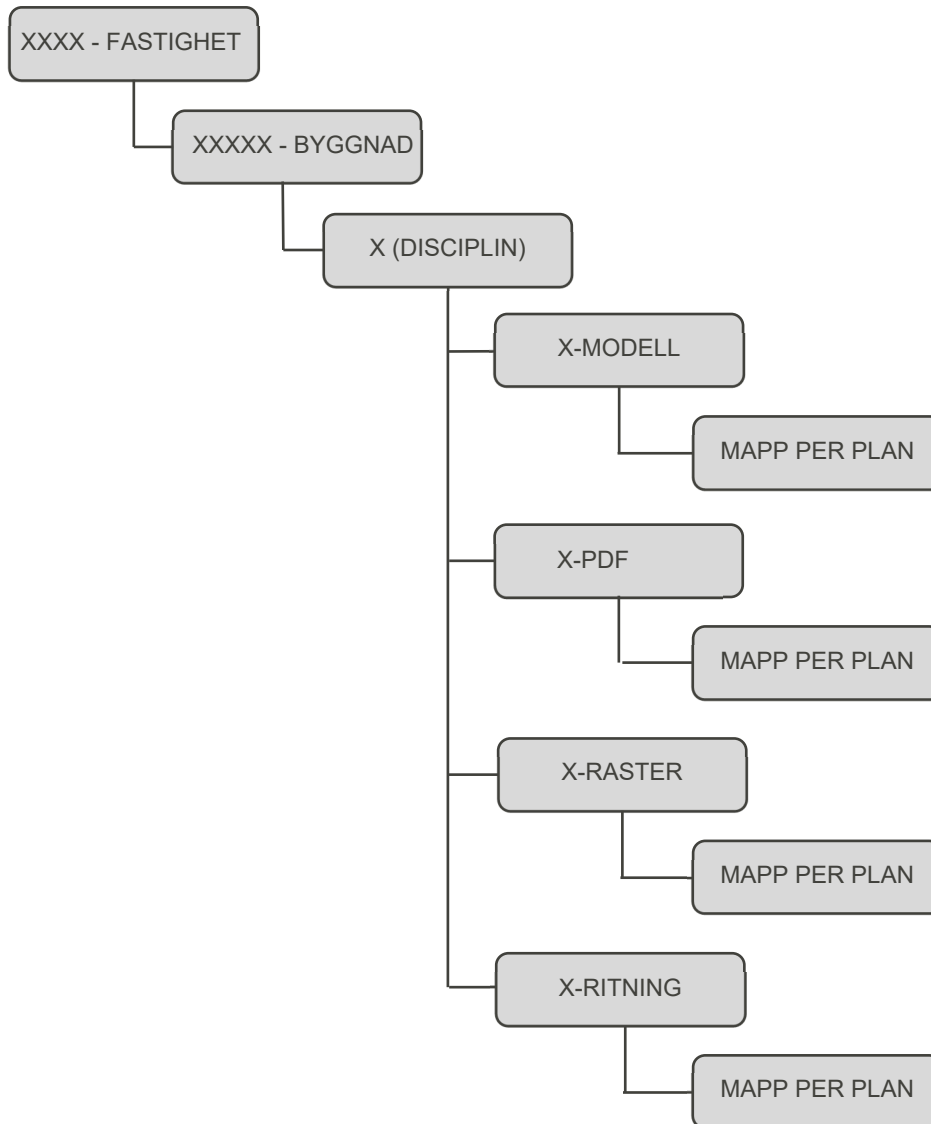 XXXX - FASTIGHET
XXXXX - BYGGNAD
X (DISCIPLIN)
X-MODELL
MAPP PER PLAN
X-PDF
MAPP PER PLAN
X-RASTER
MAPP PER PLAN
X-RITNING
MAPP PER PLAN